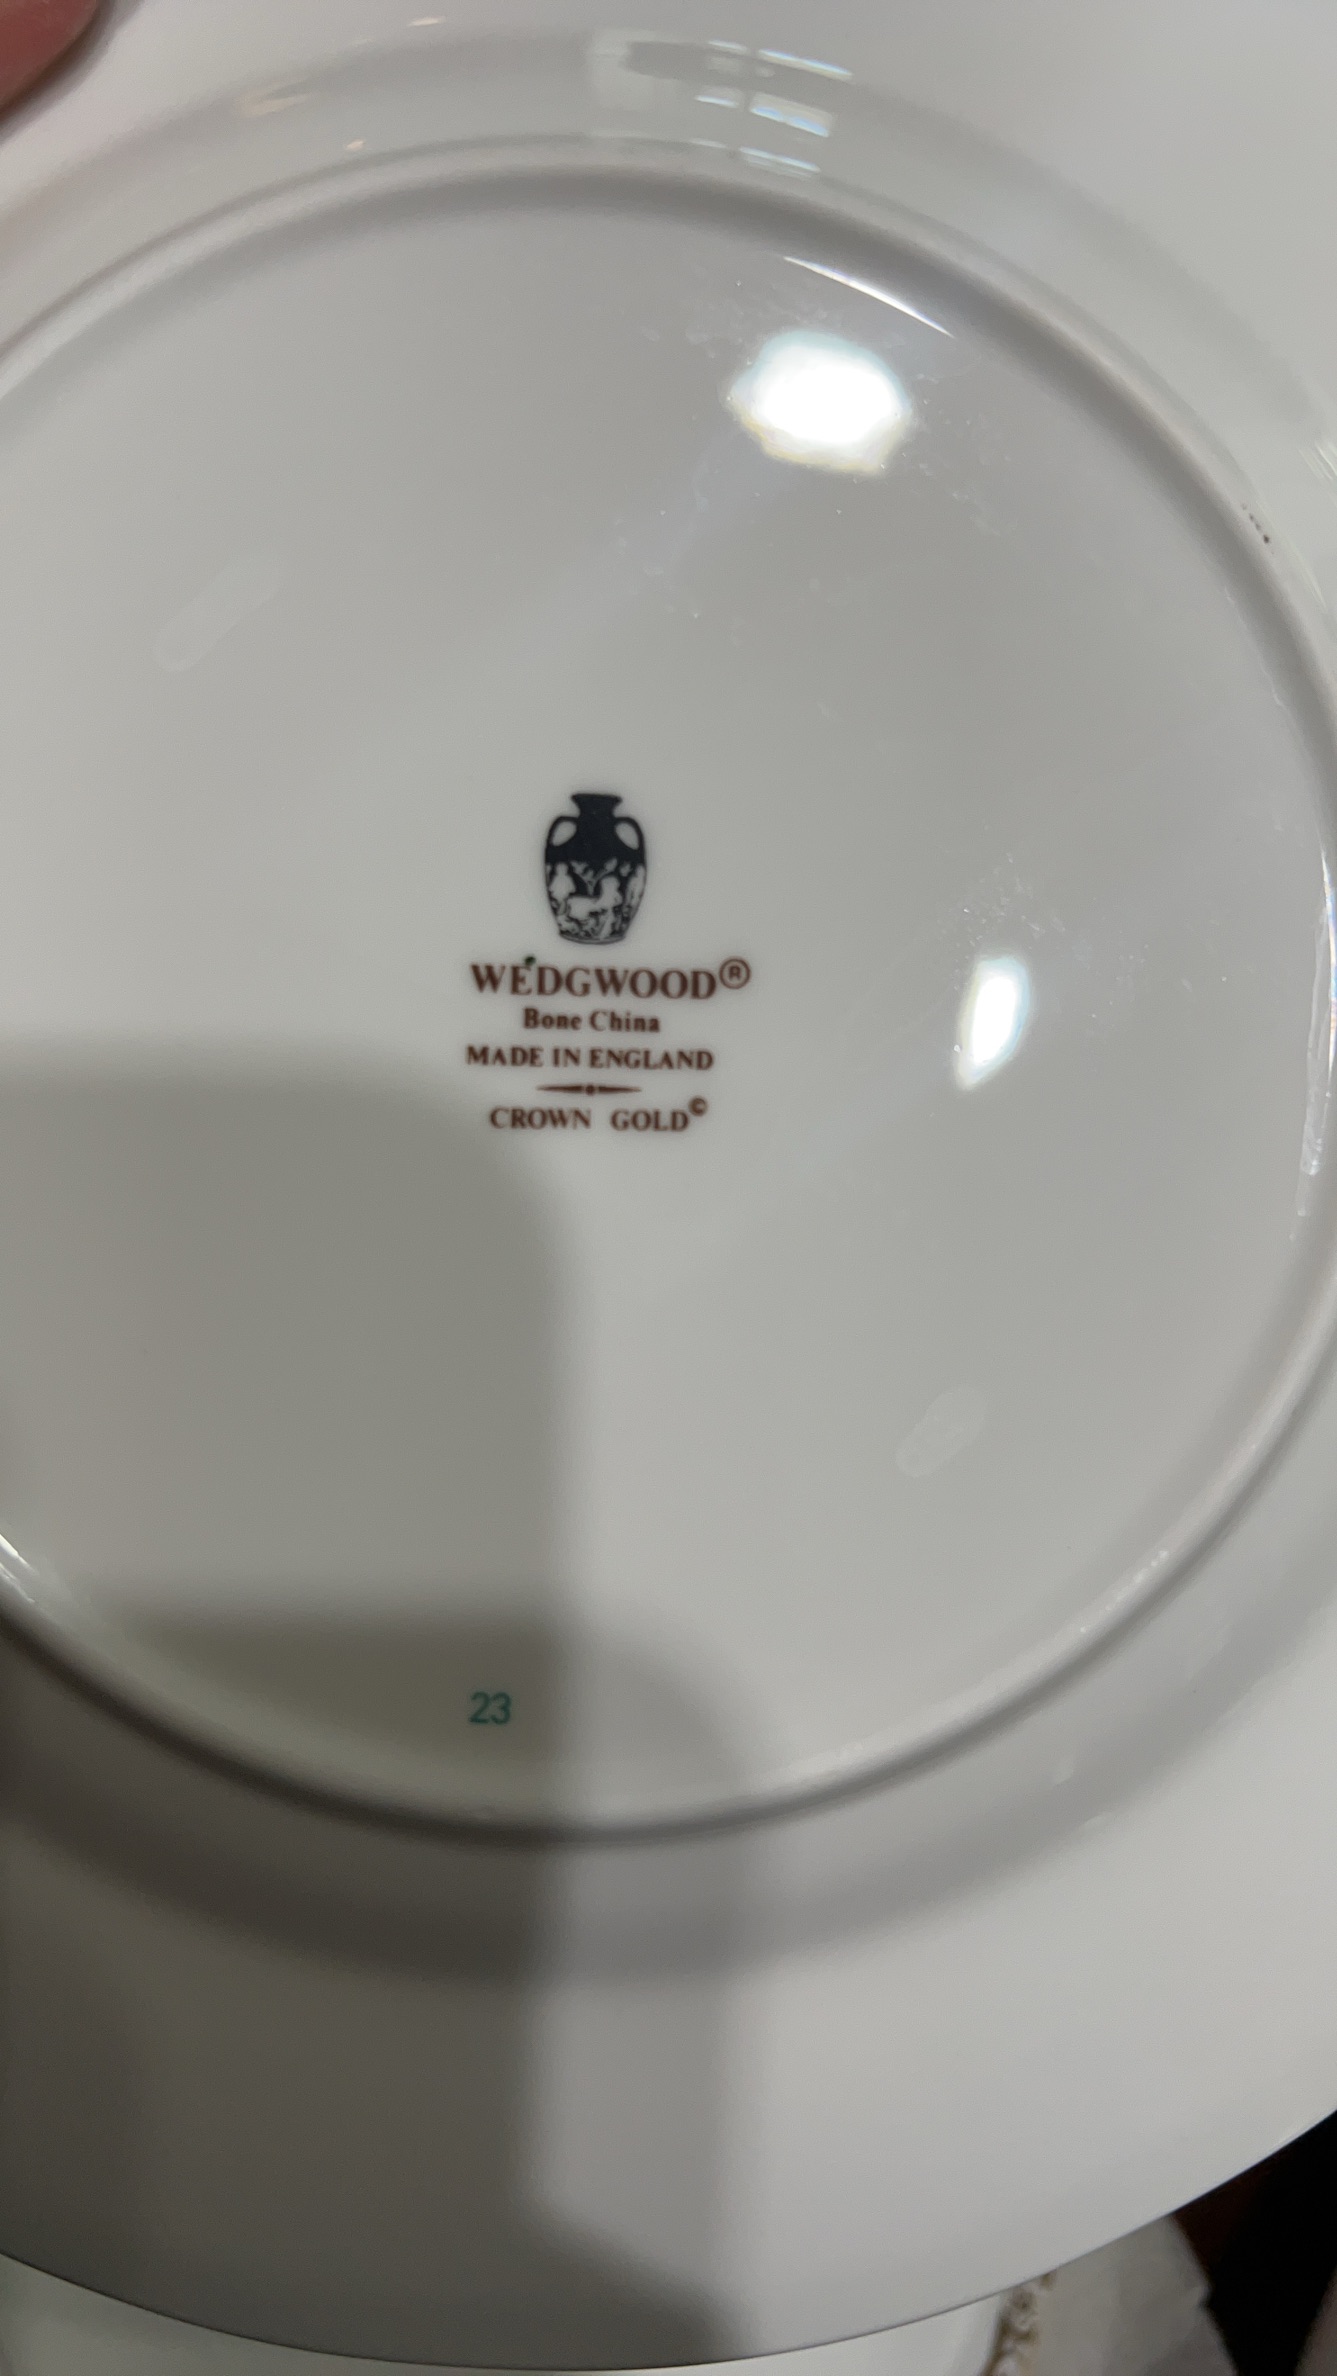 WEDGWOOD®
Bone China
MADE IN ENGLAND
CROWN GOLD©
23